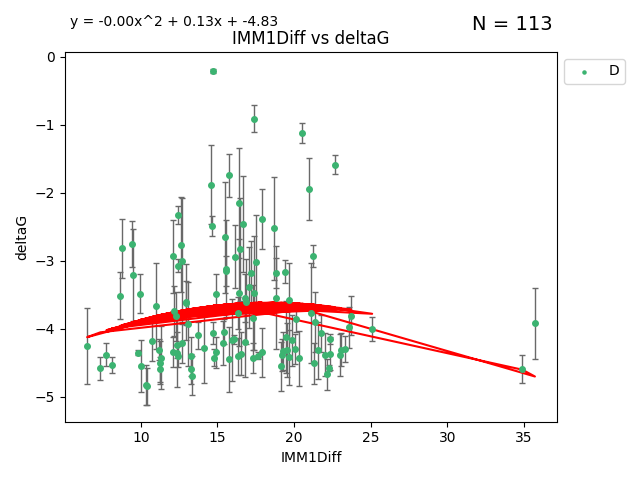 y = -0.00x^2 + 0.13x + -4.83
N = 113
IMM1Diff vs deltaG
D
0
−1
−2
−3
−4
−5
deltaG
10 15 20 25 30 35
IMM1Diff